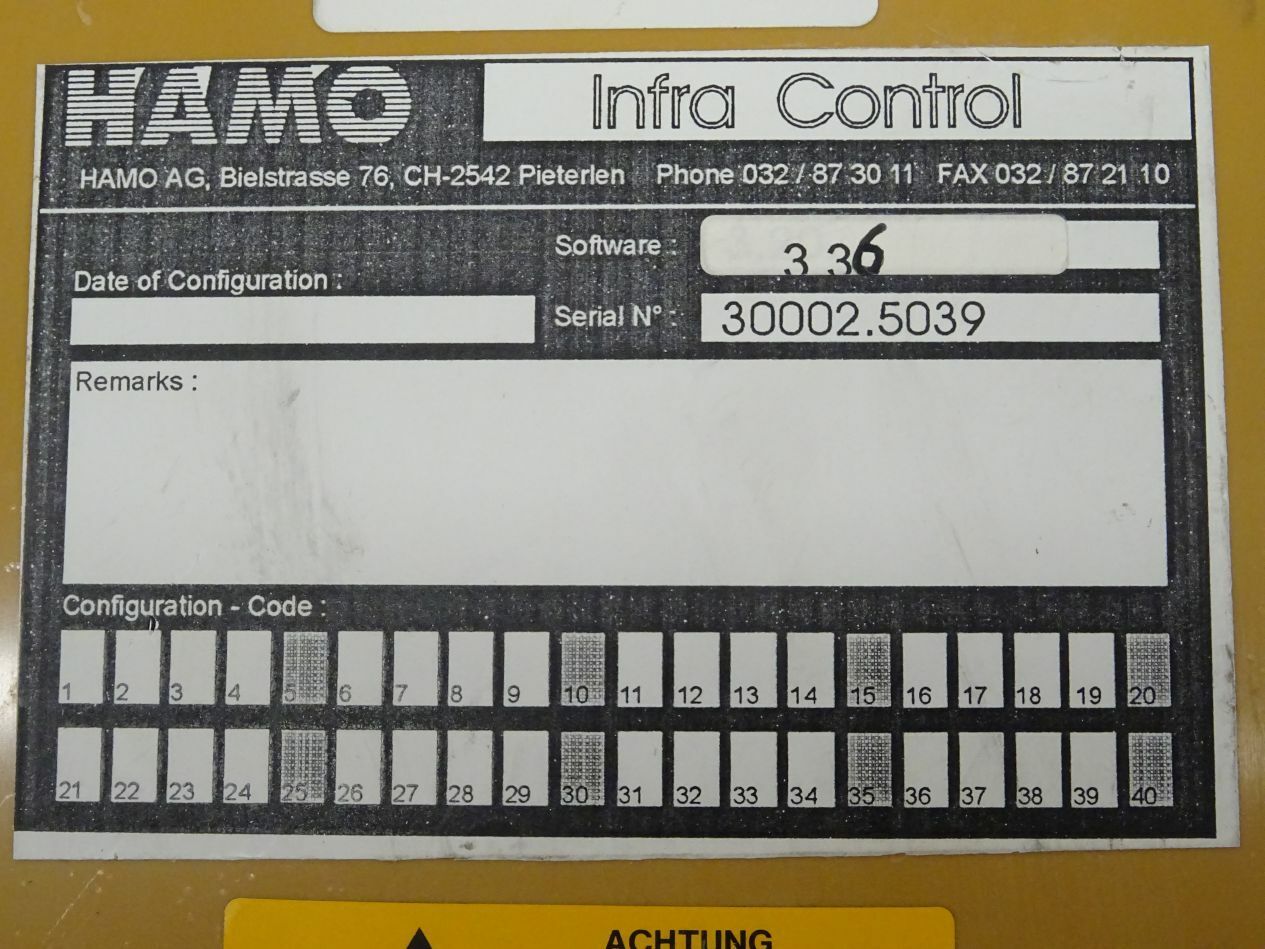 HAMO Infra Control
HAMO AG, Bielstrasse 76, CH-2542 Pieterlen Phone 032 / 87 30 11 FAX 032 / 87 21 10
Software : 3 36
Date of Configuration :
Serial N° : 30002.5039
Remarks :
Configuration - Code :
1 2 3 4 5 6 7 8 9 10 11 12 13 14 15 16 17 18 19 20
21 22 23 24 25 26 27 28 29 30 31 32 33 34 35 36 37 38 39 40
ACHTUNG